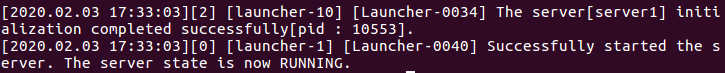 [2020.02.03 17:33:03][2] [launcher-10] [Launcher-0034] The server[server1] initi
alization completed successfully[pid : 10553].
[2020.02.03 17:33:03][0] [launcher-1] [Launcher-0040] Successfully started the s
erver. The server state is now RUNNING.